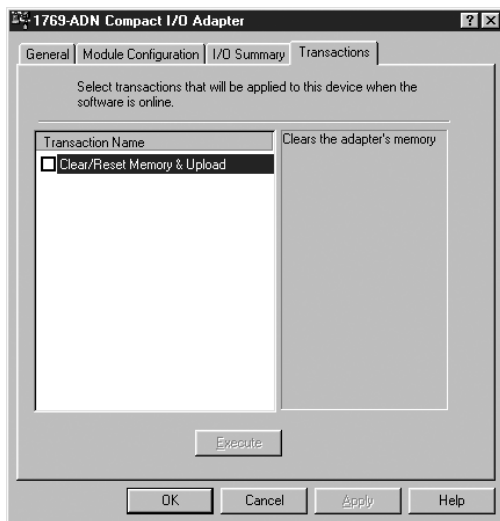 1769-ADN Compact I/O Adapter
General Module Configuration I/O Summary Transactions
Select transactions that will be applied to this device when the
software is online.
Transaction Name
Clear/Reset Memory & Upload
Clears the adapter's memory
Execute
OK Cancel Apply Help